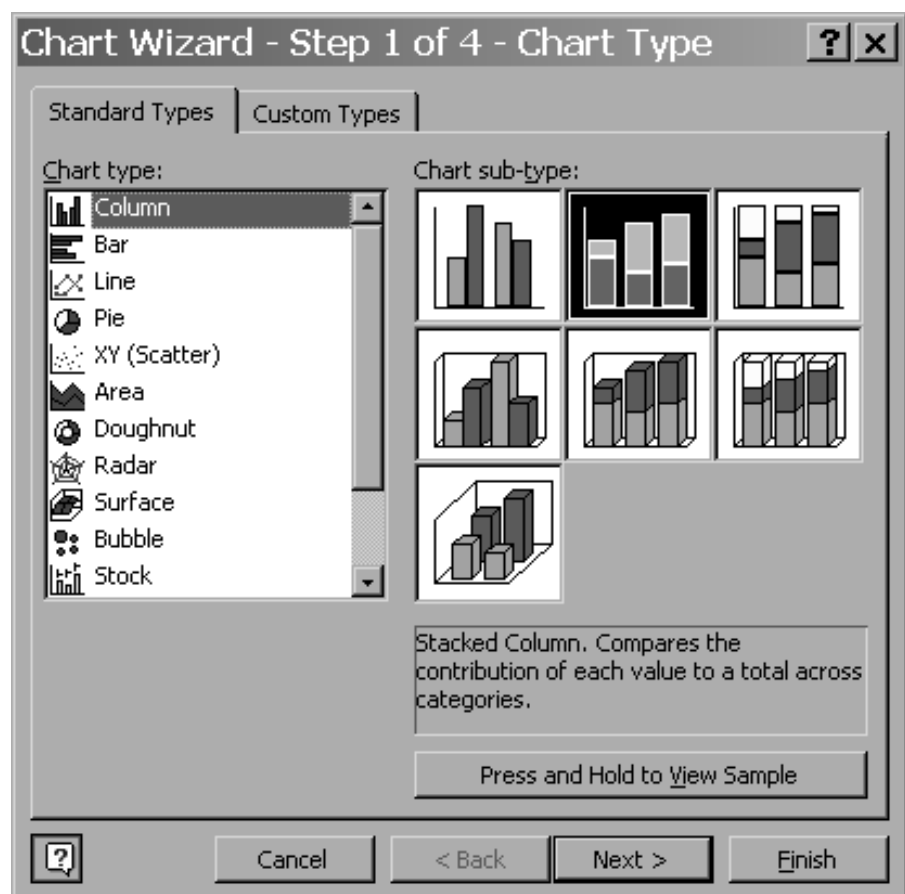 Chart Wizard - Step 1 of 4 - Chart Type
Standard Types
Custom Types
Chart type:
Column
Bar
Line
Pie
XY (Scatter)
Area
Doughnut
Radar
Surface
Bubble
Stock
Chart sub-type:
Stacked Column. Compares the
contribution of each value to a total across
categories.
Press and Hold to View Sample
Cancel
< Back
Next >
Finish